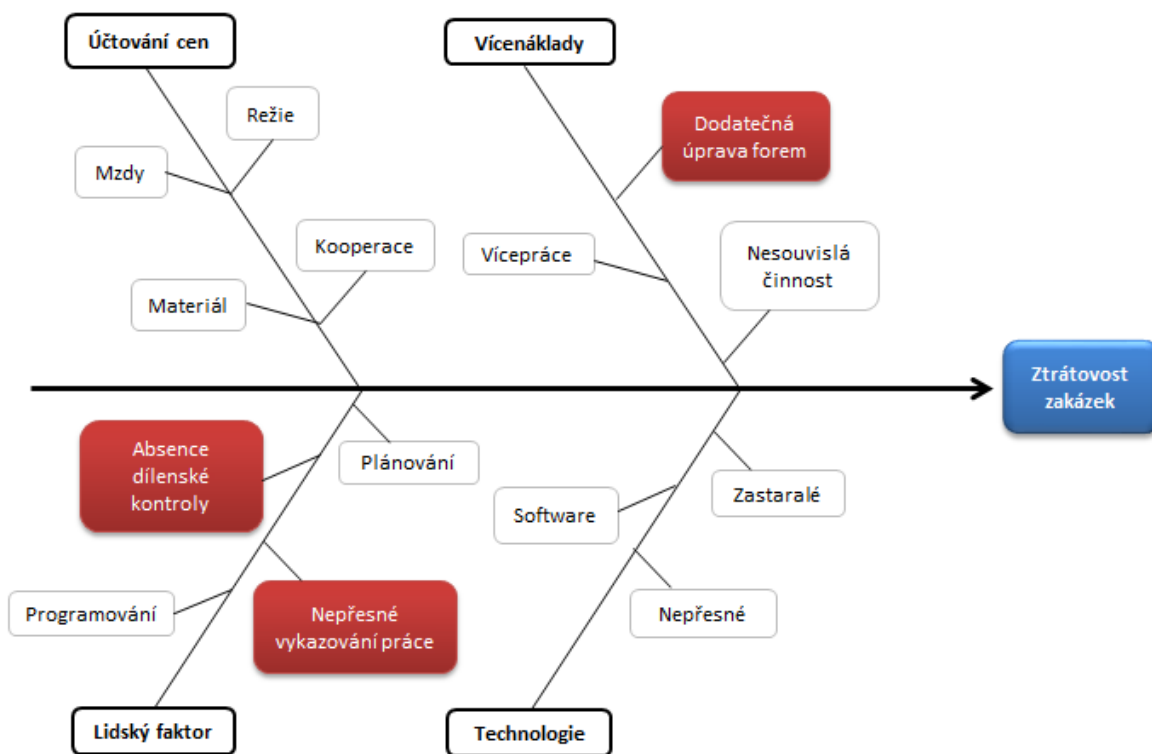 Účtování cen
Vícenáklady
Režie
Dodatečná
úprava forem
Mzdy
Kooperace
Vícepráce
Nesouvislá
činnost
Materiál
Ztrátovost
zakázek
Absence
dílenské
kontroly
Plánování
Zastaralé
Software
Programování
Nepřesné
vykazování práce
Nepřesné
Lidský faktor
Technologie